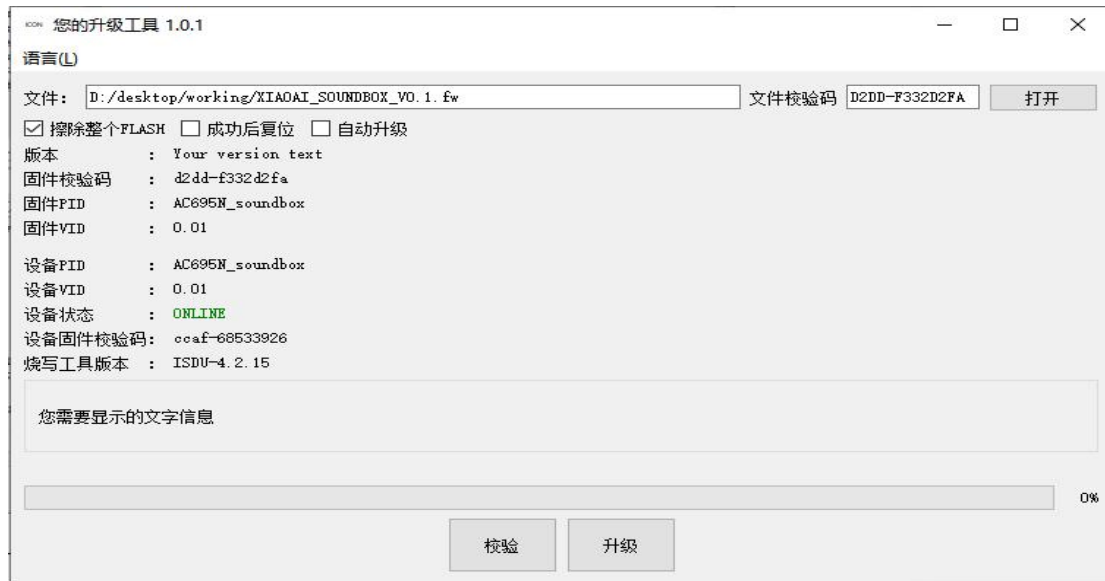 ICON 您的升级工具 1.0.1
语言(L)
文件： D:/desktop/working/XIAOAI_SOUNDBOX_V0.1.fw 文件校验码 D2DD-F332D2FA 打开
擦除整个FLASH 成功后复位 自动升级
版本 : Your version text
固件校验码 : d2dd-f332d2fa
固件PID : AC695N_soundbox
固件VID : 0.01
设备PID : AC695N_soundbox
设备VID : 0.01
设备状态 : ONLINE
设备固件校验码: ccaf-68533926
烧写工具版本 : ISDU-4.2.15
您需要显示的文字信息
0%
校验 升级